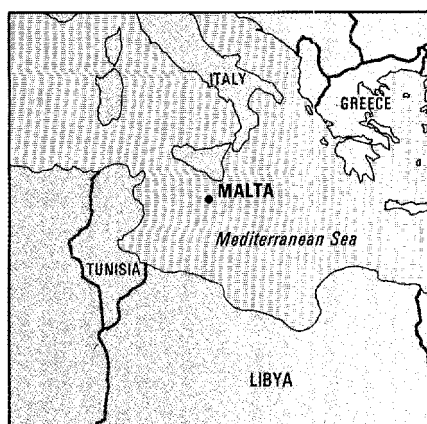 ITALY
GREECE
MALTA
Mediterranean Sea
TUNISIA
LIBYA